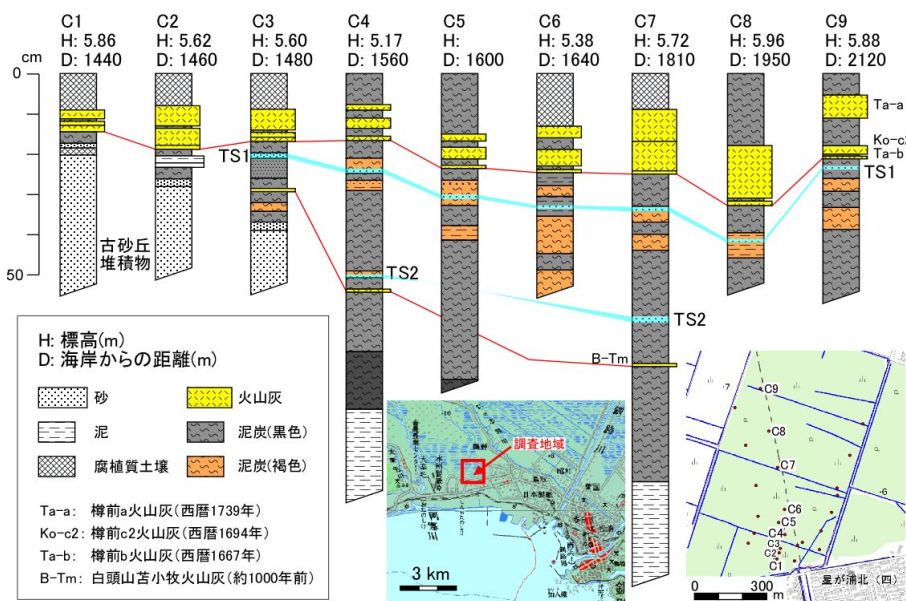 C1
H: 5.86
D: 1440
C2
H: 5.62
D: 1460
C3
H: 5.60
D: 1480
C4
H: 5.17
D: 1560
C5
H:
D: 1600
C6
H: 5.38
D: 1640
C7
H: 5.72
D: 1810
C8
H: 5.96
D: 1950
C9
H: 5.88
D: 2120
cm
0
50
Ta-a
Ko-c2
Ta-b
TS1
TS1
TS2
TS2
B-Tm
古砂丘
堆積物
H: 標高(m)
D: 海岸からの距離(m)
砂
火山灰
泥
泥炭(黒色)
腐植質土壌
泥炭(褐色)
Ta-a: 樽前a火山灰(西暦1739年)
Ko-c2: 樽前c2火山灰(西暦1694年)
Ta-b: 樽前b火山灰(西暦1667年)
B-Tm: 白頭山苫小牧火山灰(約1000年前)
調査地域
3 km
C9
C8
C7
C6
C5
C4
C3
C2
C1
星が浦北(四)
0
300 m